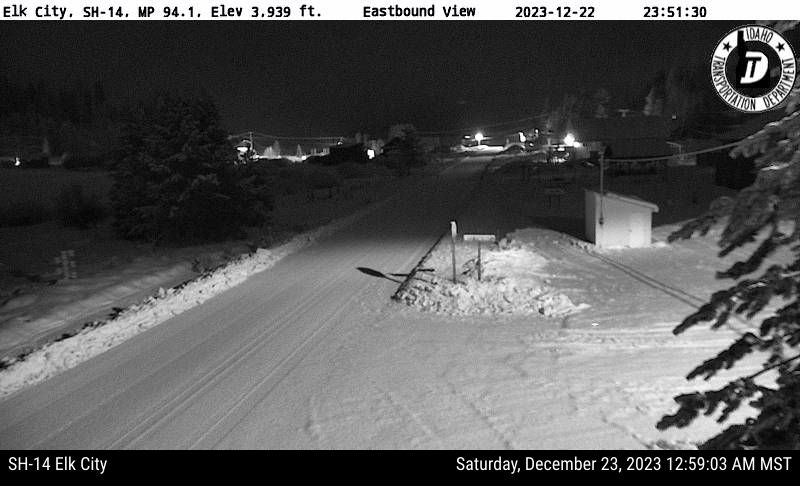 Elk City, SH-14, MP 94.1, Elev 3,939 ft. Eastbound View 2023-12-22 23:51:30
IDAHO
TRANSPORTATION DEPARTMENT
SH-14 Elk City Saturday, December 23, 2023 12:59:03 AM MST